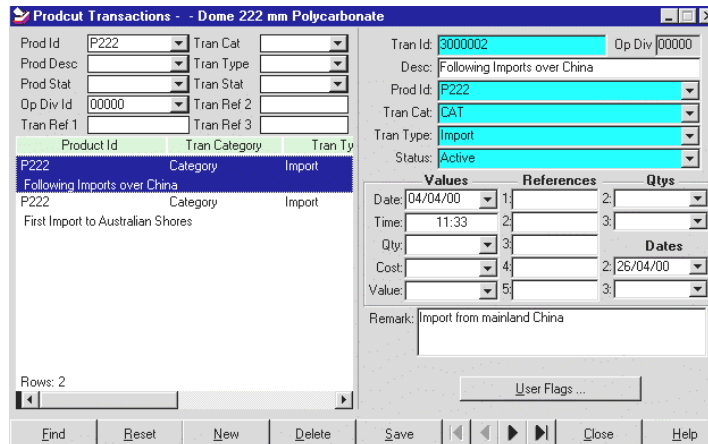 Prodcut Transactions - - Dome 222 mm Polycarbonate
Prod Id P222 Tran Cat
Prod Desc Tran Type
Prod Stat Tran Stat
Op Div Id 00000 Tran Ref 2
Tran Ref 1 Tran Ref 3
Product Id Tran Category Tran Ty
P222 Category Import
Following Imports over China
P222 Category Import
First Import to Australian Shores
Rows: 2
Tran Id: 3000002 Op Div 00000
Desc: Following Imports over China
Prod Id: P222
Tran Cat: CAT
Tran Type: Import
Status: Active
Values References Qtys
Date: 04/04/00 1: 2:
Time: 11:33 2: 3:
Qty: 3: Dates
Cost: 4: 2: 26/04/00
Value: 5: 3:
Remark: Import from mainland China
User Flags ...
Find Reset New Delete Save Close Help